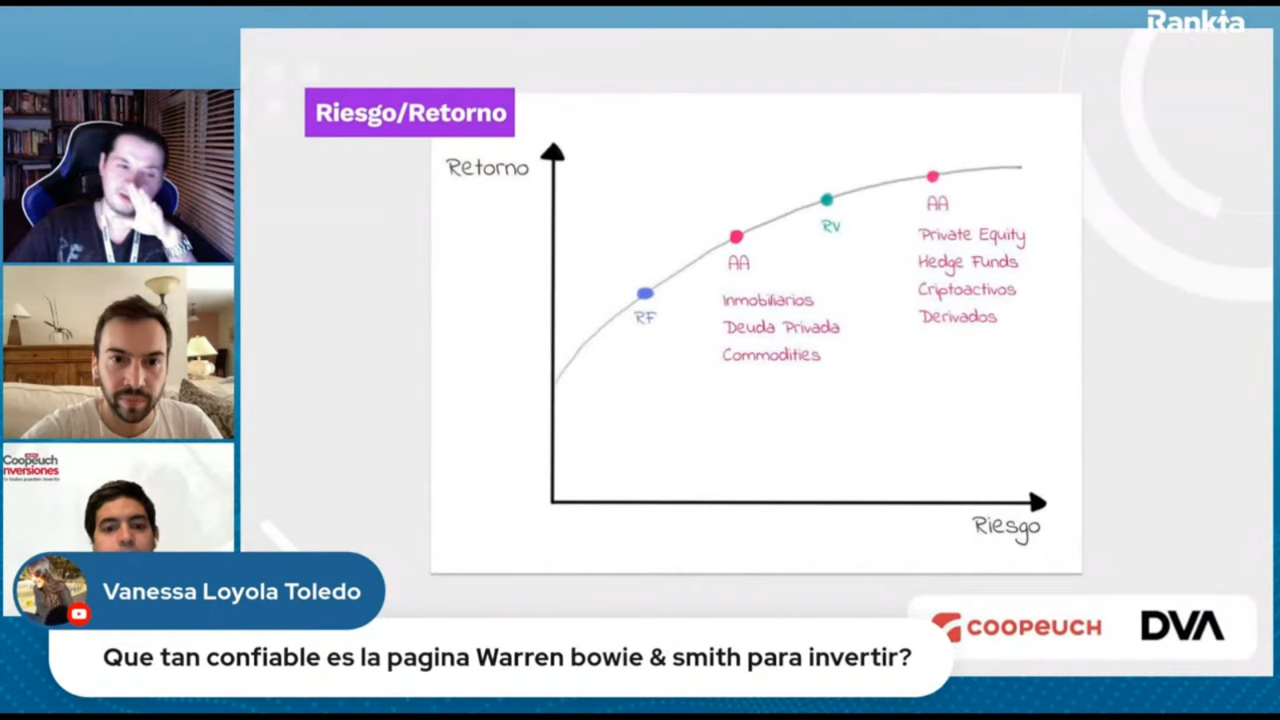 Rankia
Riesgo/Retorno
Retorno
RF
AA
Inmobiliarios
Deuda Privada
Commodities
RV
AA
Private Equity
Hedge Funds
Criptoactivos
Derivados
Riesgo
Coopeuch
nversiones
Vanessa Loyola Toledo
Que tan confiable es la pagina Warren bowie & smith para invertir?
COOPEUCH
DVA